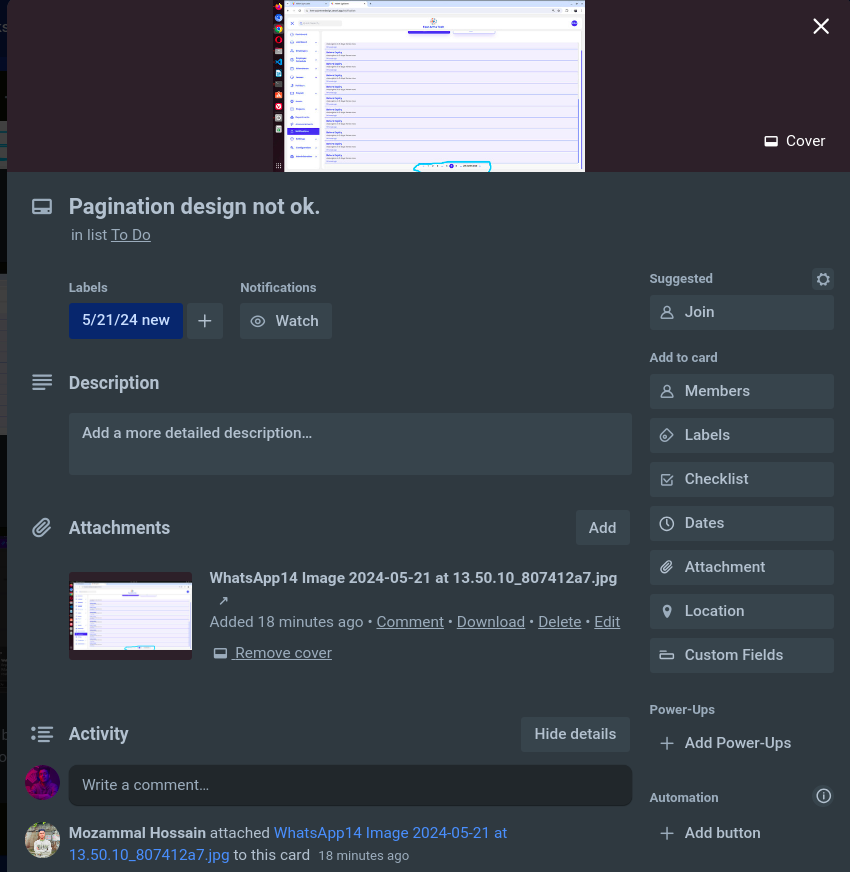 Cover
Pagination design not ok.
in list To Do
Labels
Notifications
5/21/24 new
Watch
Description
Add a more detailed description…
Attachments
Add
WhatsApp14 Image 2024-05-21 at 13.50.10_807412a7.jpg
↗
Added 18 minutes ago • Comment • Download • Delete • Edit
Remove cover
Activity
Hide details
Write a comment…
Mozammal Hossain attached WhatsApp14 Image 2024-05-21 at
13.50.10_807412a7.jpg to this card 18 minutes ago
Suggested
Join
Add to card
Members
Labels
Checklist
Dates
Attachment
Location
Custom Fields
Power-Ups
Add Power-Ups
Automation
Add button